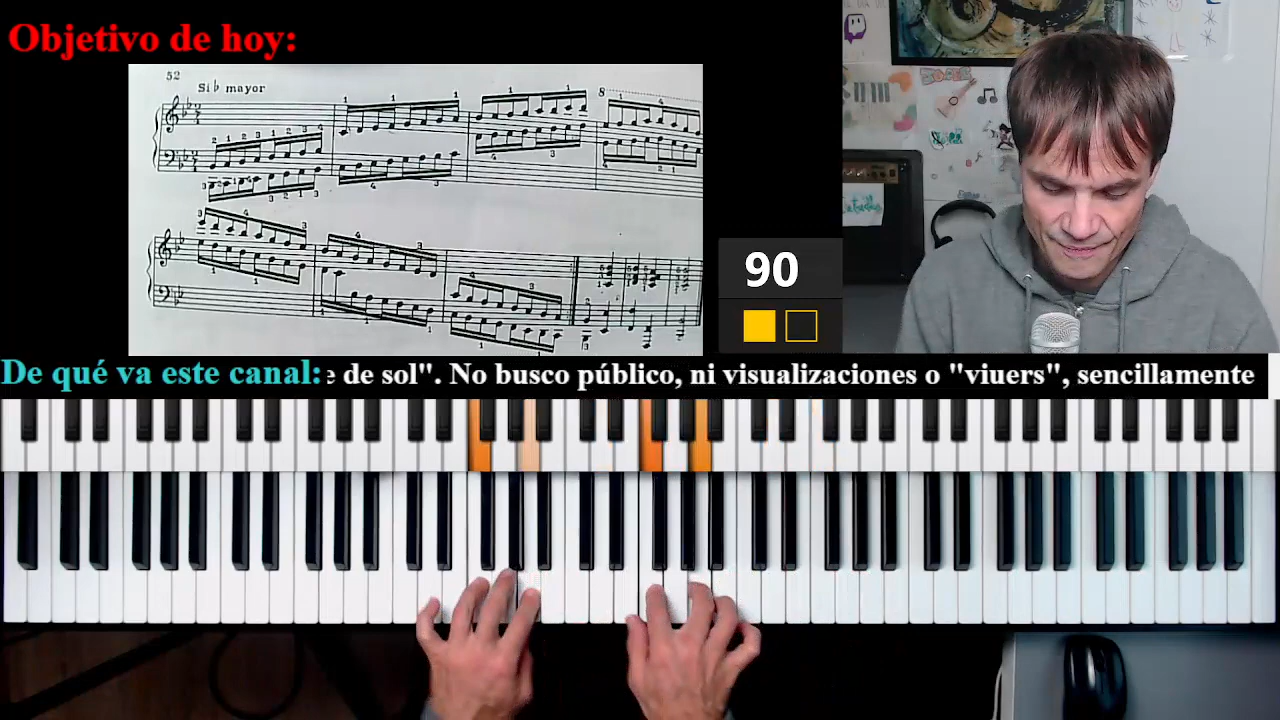 Objetivo de hoy:
52
Si♭ mayor
90
De qué va este canal: e de sol". No busco público, ni visualizaciones o "viuers", sencillamente